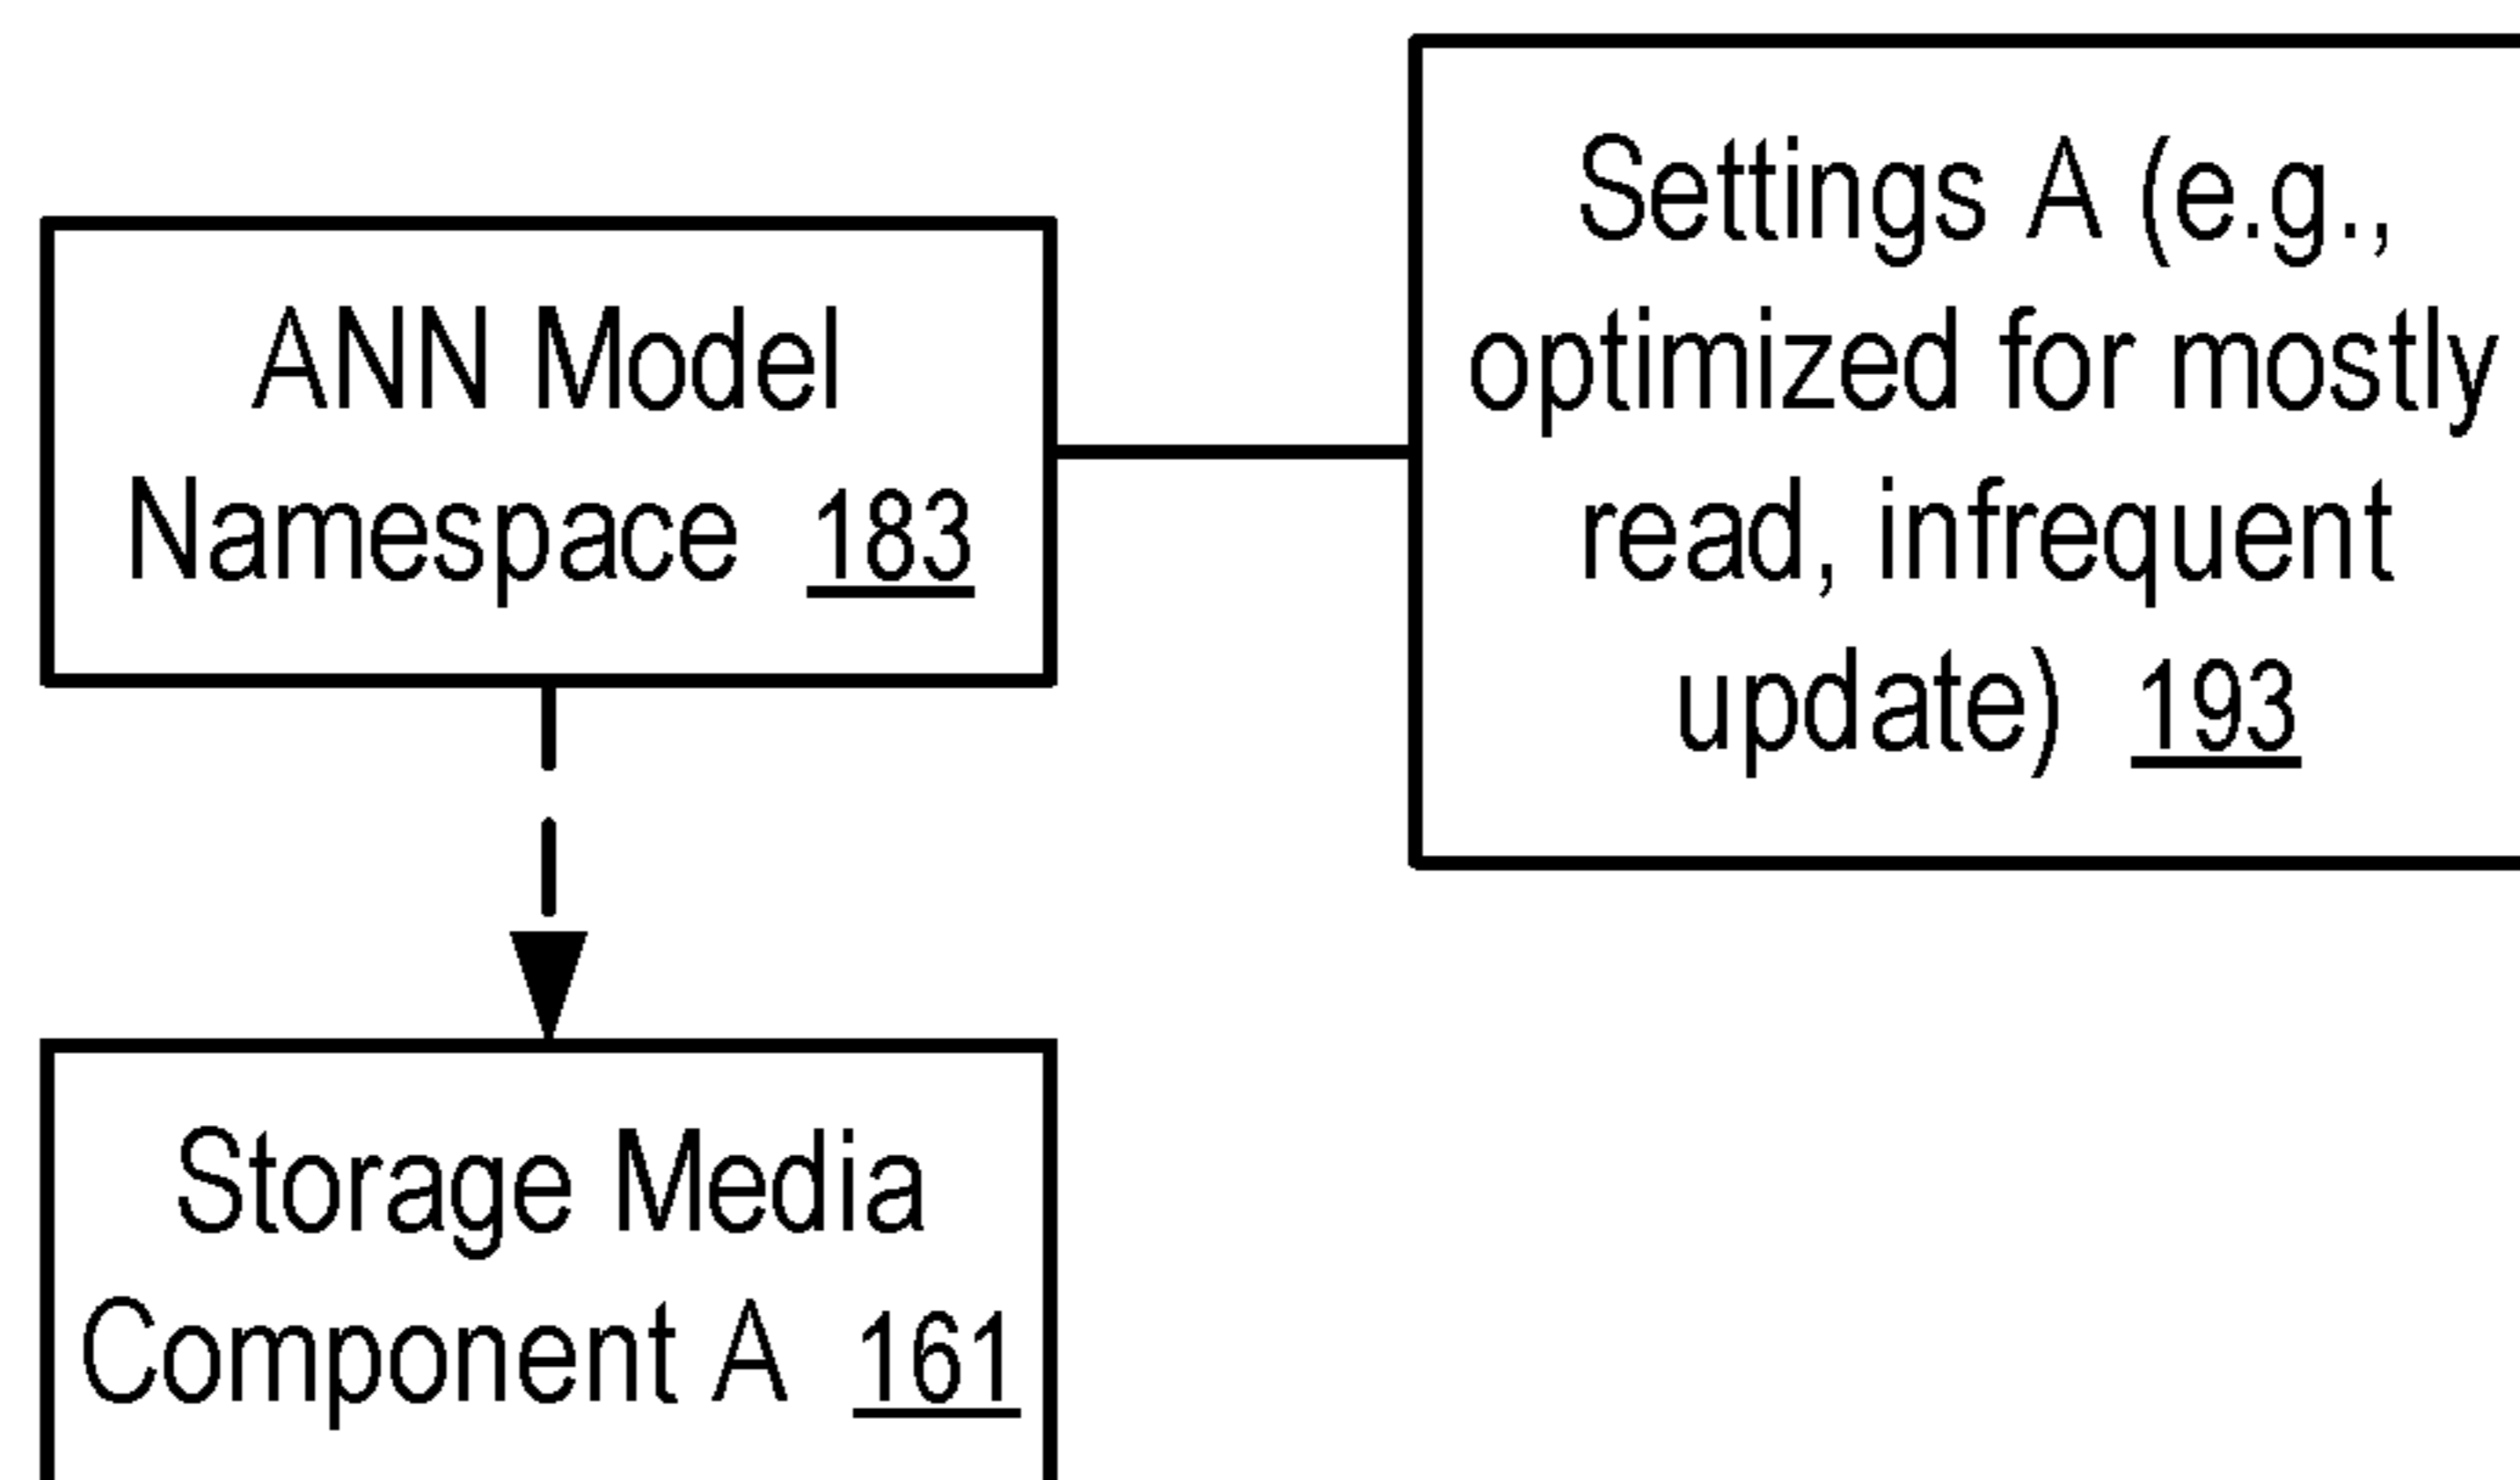 ANN Model
Namespace 183
Settings A (e.g.,
optimized for mostly
read, infrequent
update) 193
Storage Media
Component A 161